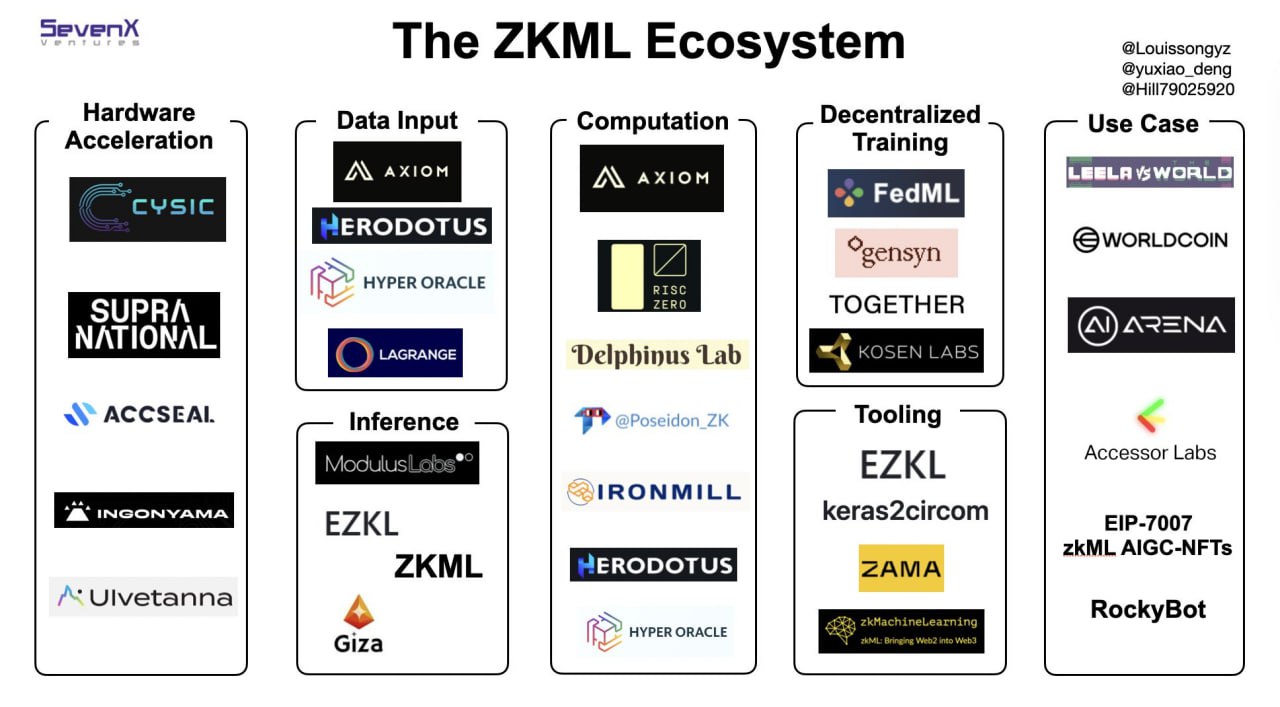 SevenX
Ventures
The ZKML Ecosystem
@Louissongyz
@yuxiao_deng
@Hill79025920
Hardware
Acceleration
CYSIC
SUPRA
NATIONAL
ACCSEAL
INGONYAMA
Ulvetanna
Data Input
AXIOM
HERODOTUS
HYPER ORACLE
LAGRANGE
Inference
ModulusLabs
EZKL
ZKML
Giza
Computation
AXIOM
RISC
ZERO
Delphinus Lab
@Poseidon_ZK
IRONMILL
HERODOTUS
HYPER ORACLE
Decentralized
Training
FedML
gensyn
TOGETHER
KOSEN LABS
Tooling
EZKL
keras2circom
ZAMA
zkMachineLearning
zkML: Bringing Web2 into Web3
Use Case
THE
LEELA VS WORLD
WORLDCOIN
AI ARENA
Accessor Labs
EIP-7007
zkML AIGC-NFTs
RockyBot